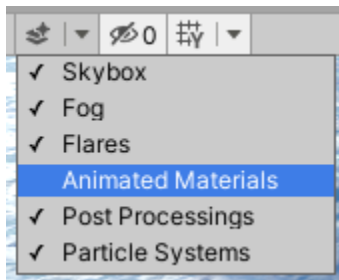 0
Skybox
Fog
Flares
Animated Materials
Post Processings
Particle Systems